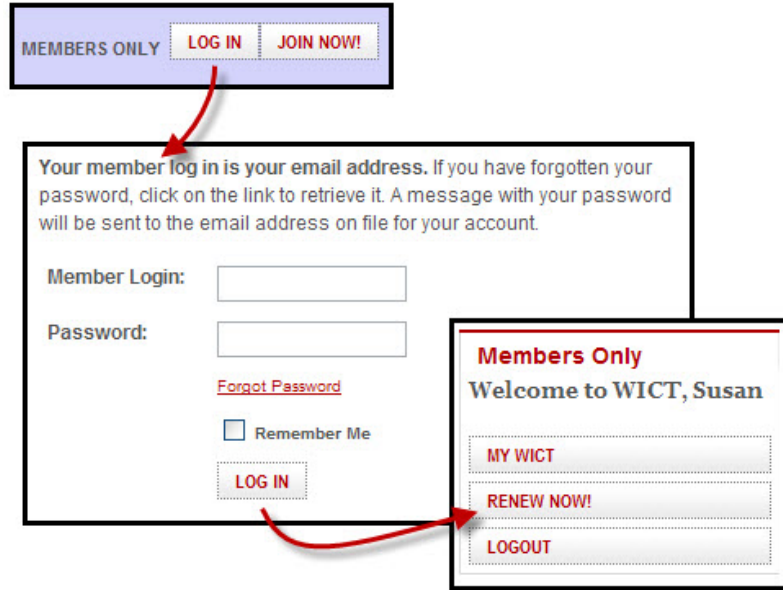 MEMBERS ONLY LOG IN JOIN NOW!
Your member log in is your email address. If you have forgotten your
password, click on the link to retrieve it. A message with your password
will be sent to the email address on file for your account.
Member Login:
Password:
Forgot Password
Remember Me
LOG IN
Members Only
Welcome to WICT, Susan
MY WICT
RENEW NOW!
LOGOUT